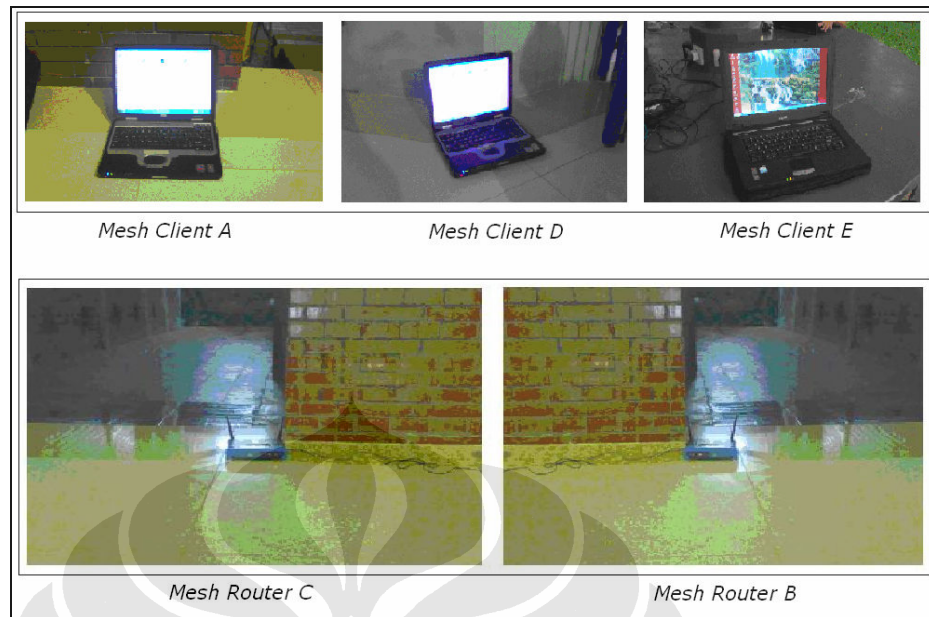 Mesh Client A
Mesh Client D
Mesh Client E
Mesh Router C
Mesh Router B